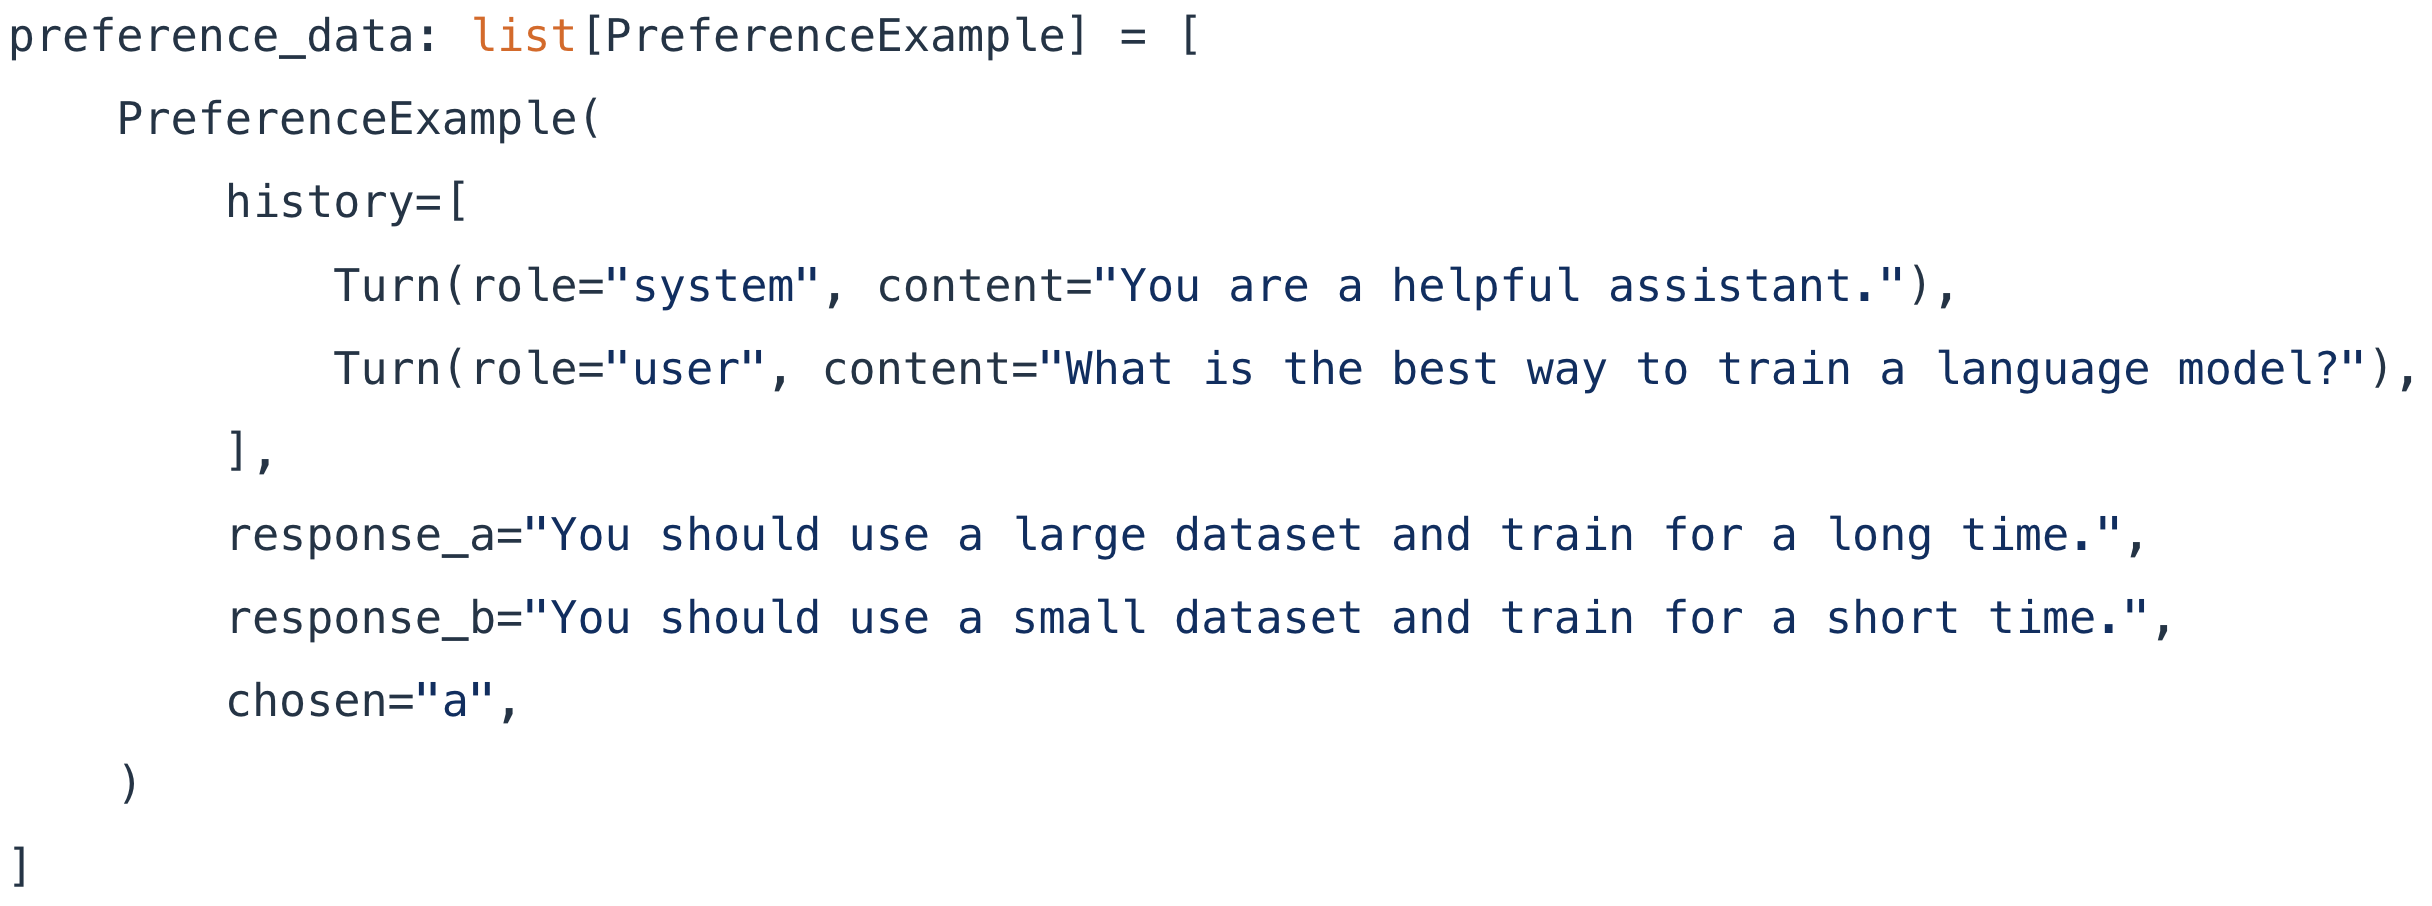 preference_data: list[PreferenceExample] = [
    PreferenceExample(
        history=[
            Turn(role="system", content="You are a helpful assistant."),
            Turn(role="user", content="What is the best way to train a language model?"),
        ],
        response_a="You should use a large dataset and train for a long time.",
        response_b="You should use a small dataset and train for a short time.",
        chosen="a",
    )
]